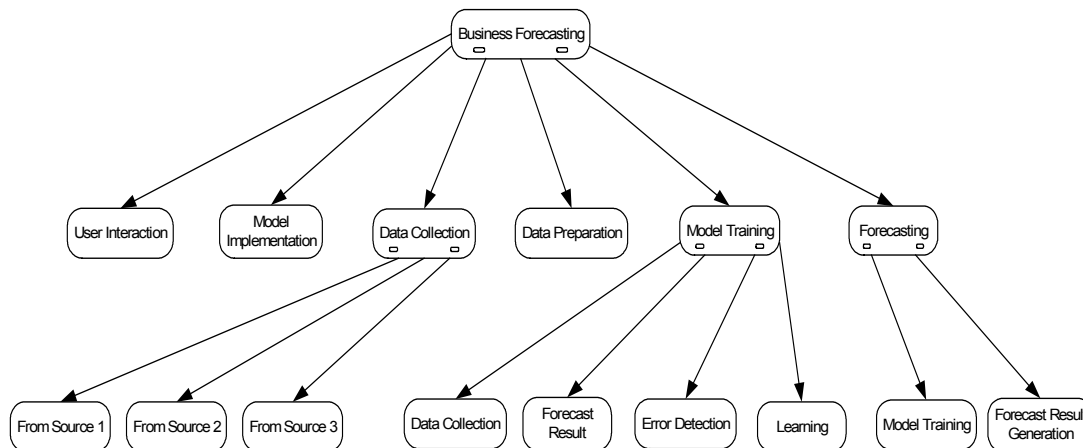 Business Forecasting
User Interaction
Model
Implementation
Data Collection
Data Preparation
Model Training
Forecasting
From Source 1
From Source 2
From Source 3
Data Collection
Forecast
Result
Error Detection
Learning
Model Training
Forecast Result
Generation